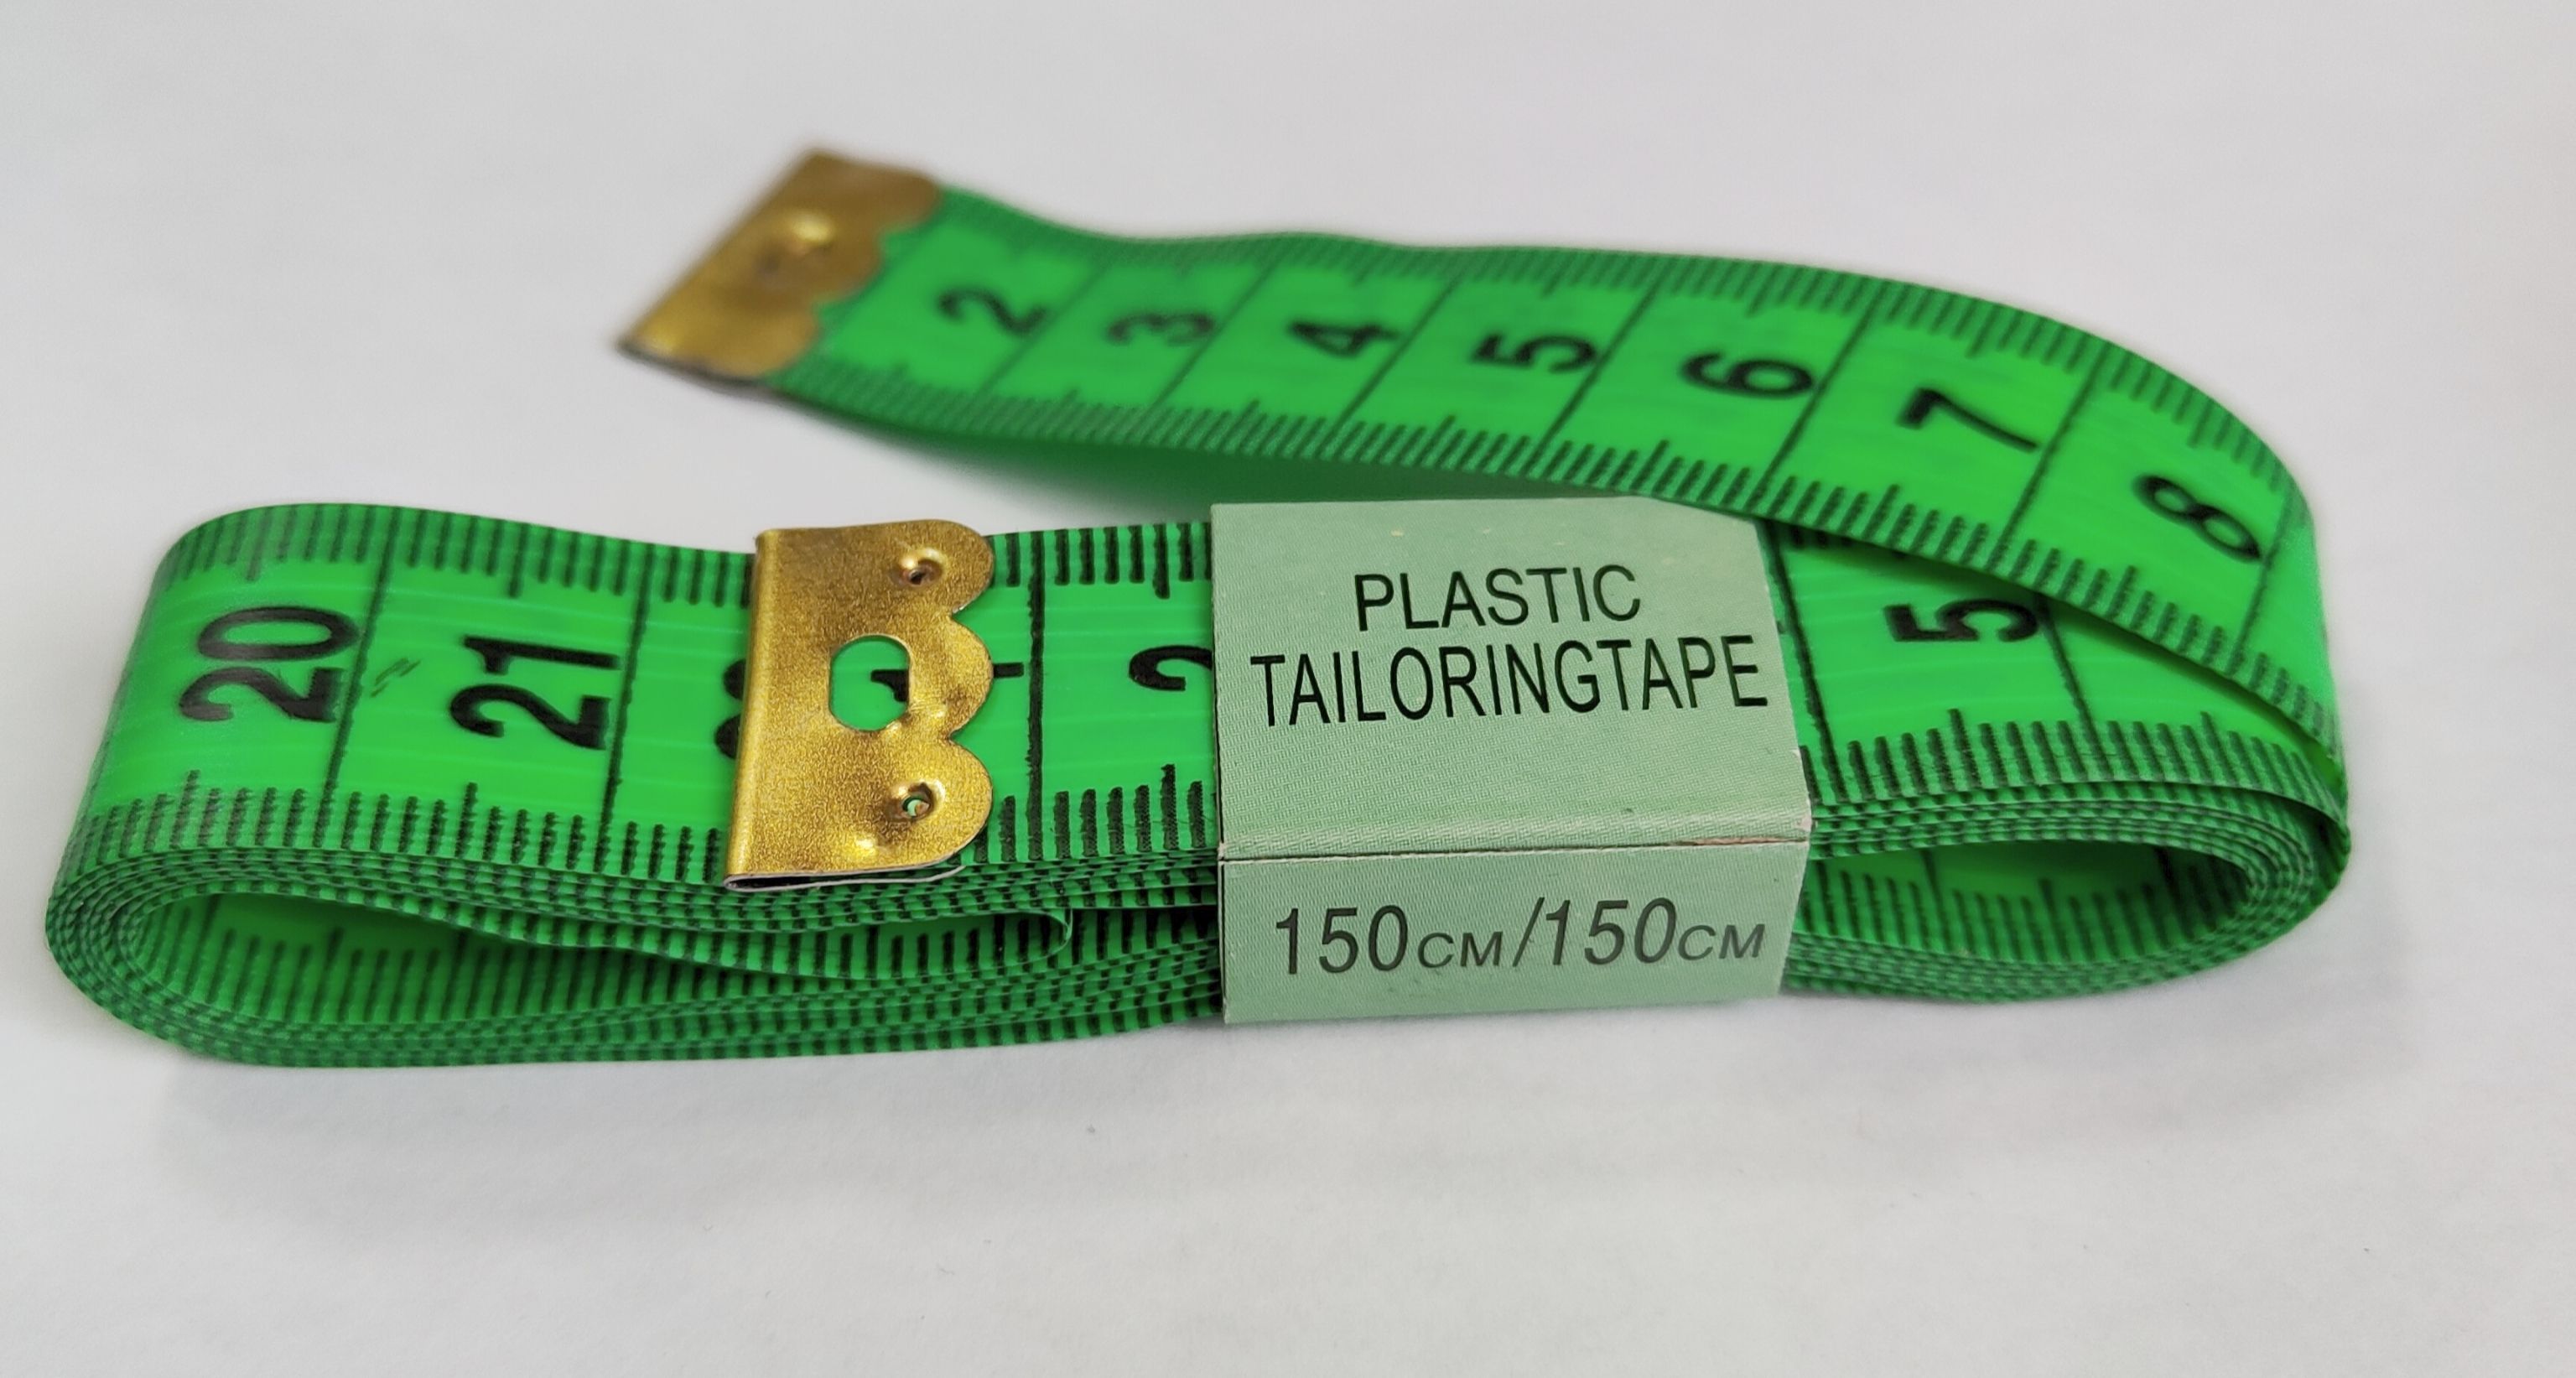 2 3 4 5 6 7 8
20 21 2 5
PLASTIC
TAILORINGTAPE
150CM/150CM